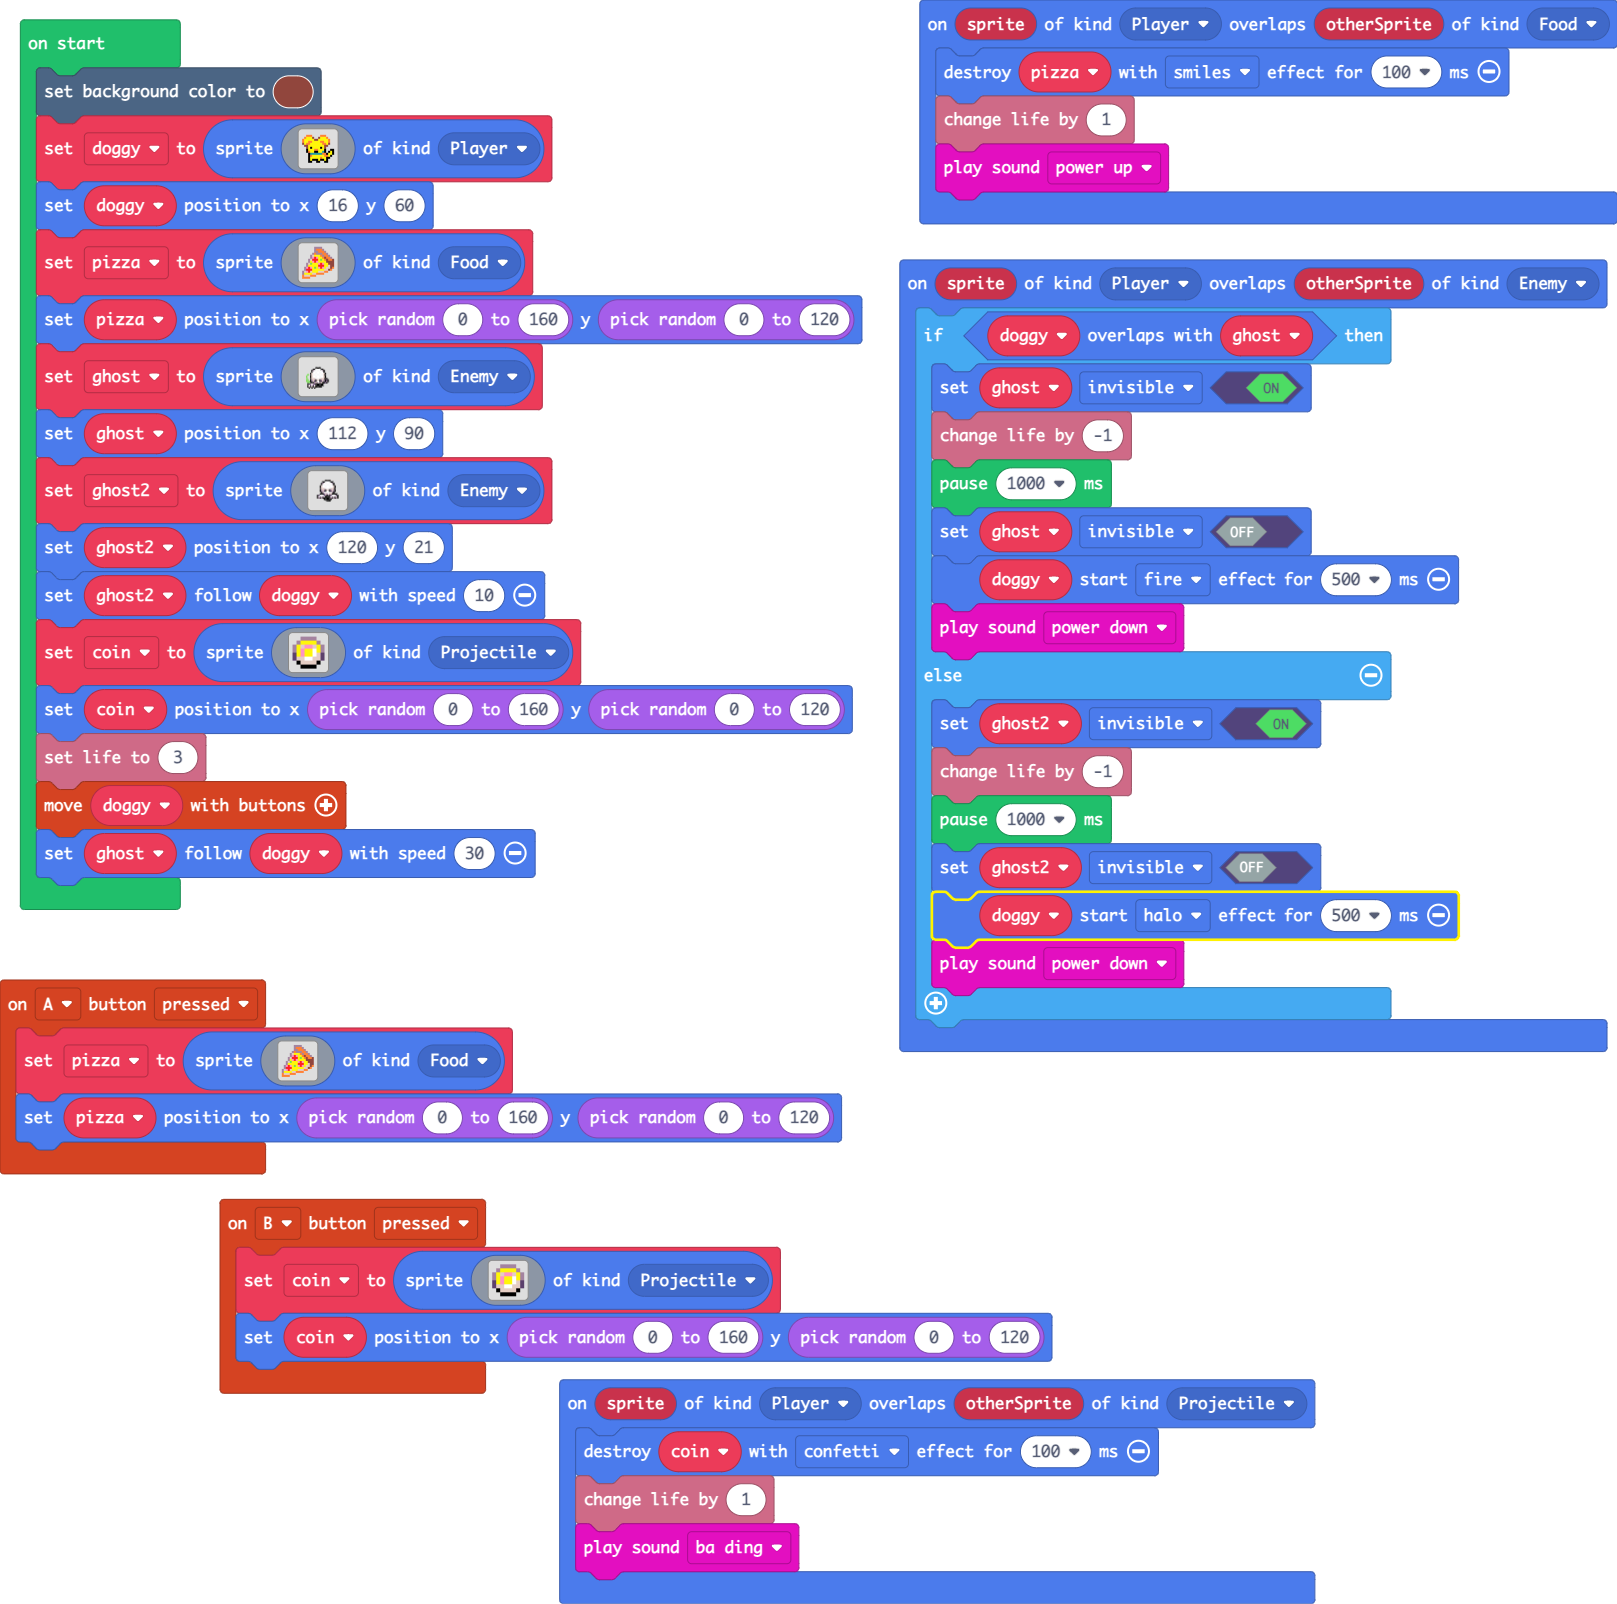 on start
set background color to
set doggy to sprite of kind Player
set doggy position to x 16 y 60
set pizza to sprite of kind Food
set pizza position to x pick random 0 to 160 y pick random 0 to 120
set ghost to sprite of kind Enemy
set ghost position to x 112 y 90
set ghost2 to sprite of kind Enemy
set ghost2 position to x 120 y 21
set ghost2 follow doggy with speed 10
set coin to sprite of kind Projectile
set coin position to x pick random 0 to 160 y pick random 0 to 120
set life to 3
move doggy with buttons
set ghost follow doggy with speed 30
on sprite of kind Player overlaps otherSprite of kind Food
destroy pizza with smiles effect for 100 ms
change life by 1
play sound power up
on sprite of kind Player overlaps otherSprite of kind Enemy
if doggy overlaps with ghost then
set ghost invisible ON
change life by -1
pause 1000 ms
set ghost invisible OFF
doggy start fire effect for 500 ms
play sound power down
else
set ghost2 invisible ON
change life by -1
pause 1000 ms
set ghost2 invisible OFF
doggy start halo effect for 500 ms
play sound power down
on A button pressed
set pizza to sprite of kind Food
set pizza position to x pick random 0 to 160 y pick random 0 to 120
on B button pressed
set coin to sprite of kind Projectile
set coin position to x pick random 0 to 160 y pick random 0 to 120
on sprite of kind Player overlaps otherSprite of kind Projectile
destroy coin with confetti effect for 100 ms
change life by 1
play sound ba ding